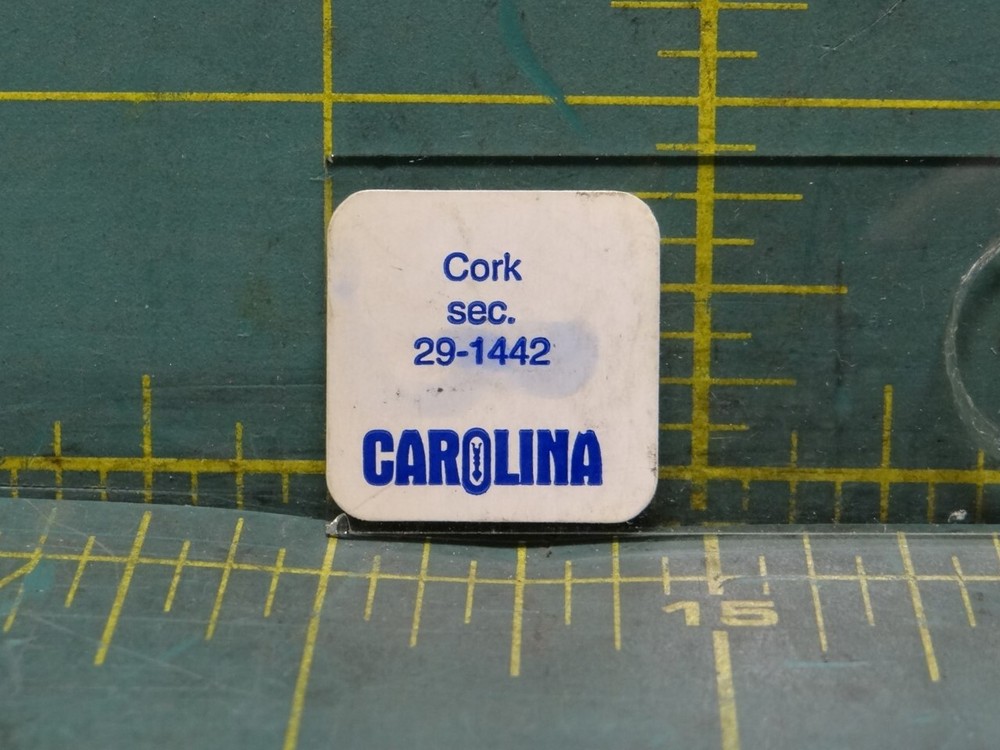 Cork
sec.
29-1442
CAROLINA
15